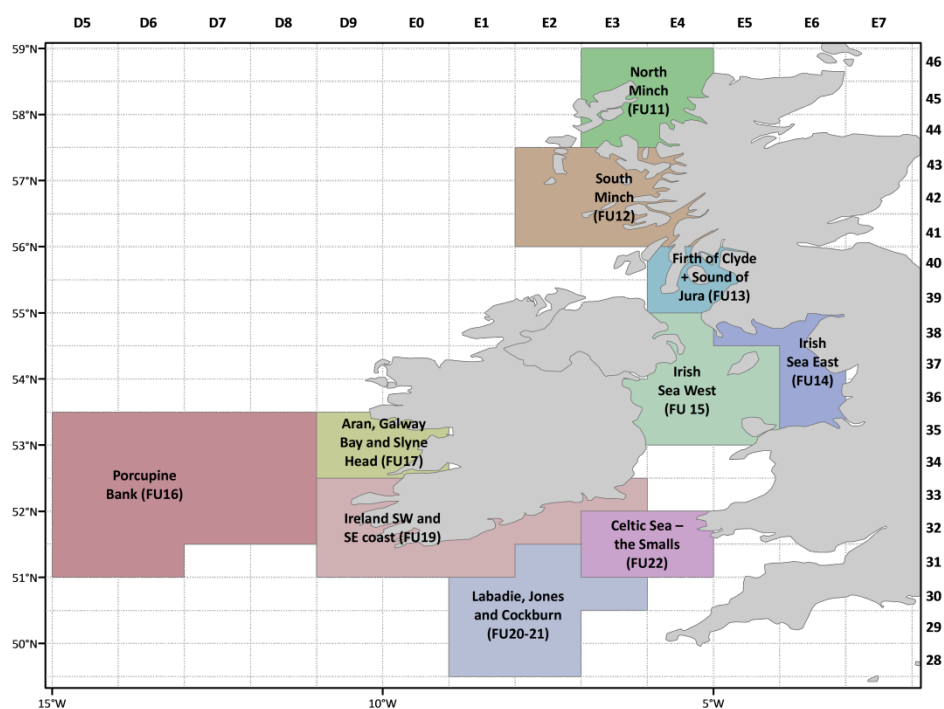 D5 D6 D7 D8 D9 E0 E1 E2 E3 E4 E5 E6 E7
59°N
58°N
57°N
56°N
55°N
54°N
53°N
52°N
51°N
50°N
46
45
44
43
42
41
40
39
38
37
36
35
34
33
32
31
30
29
28
North
Minch
(FU11)
South
Minch
(FU12)
Firth of Clyde
+ Sound of
Jura (FU13)
Irish
Sea East
(FU14)
Irish
Sea West
(FU 15)
Aran, Galway
Bay and Slyne
Head (FU17)
Porcupine
Bank (FU16)
Ireland SW and
SE coast (FU19)
Celtic Sea –
the Smalls
(FU22)
Labadie, Jones
and Cockburn
(FU20-21)
15°W 10°W 5°W